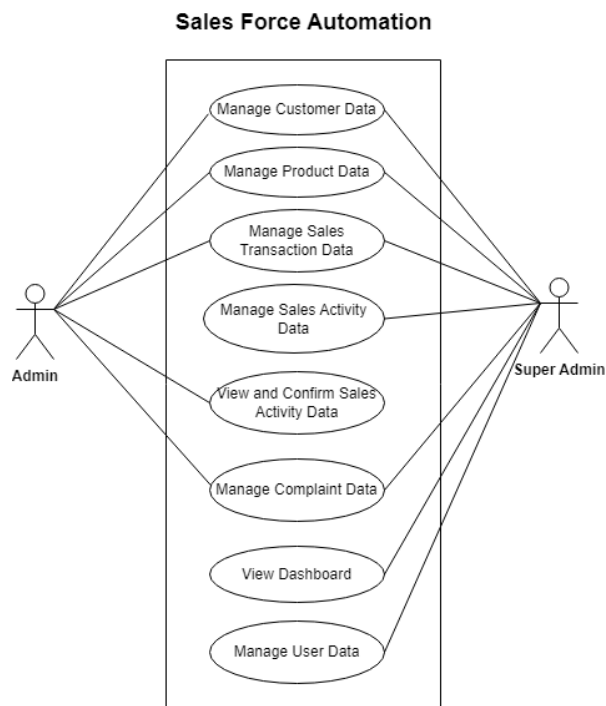 Sales Force Automation
Manage Customer Data
Manage Product Data
Manage Sales
Transaction Data
Manage Sales Activity
Data
View and Confirm Sales
Activity Data
Manage Complaint Data
View Dashboard
Manage User Data
Admin
Super Admin